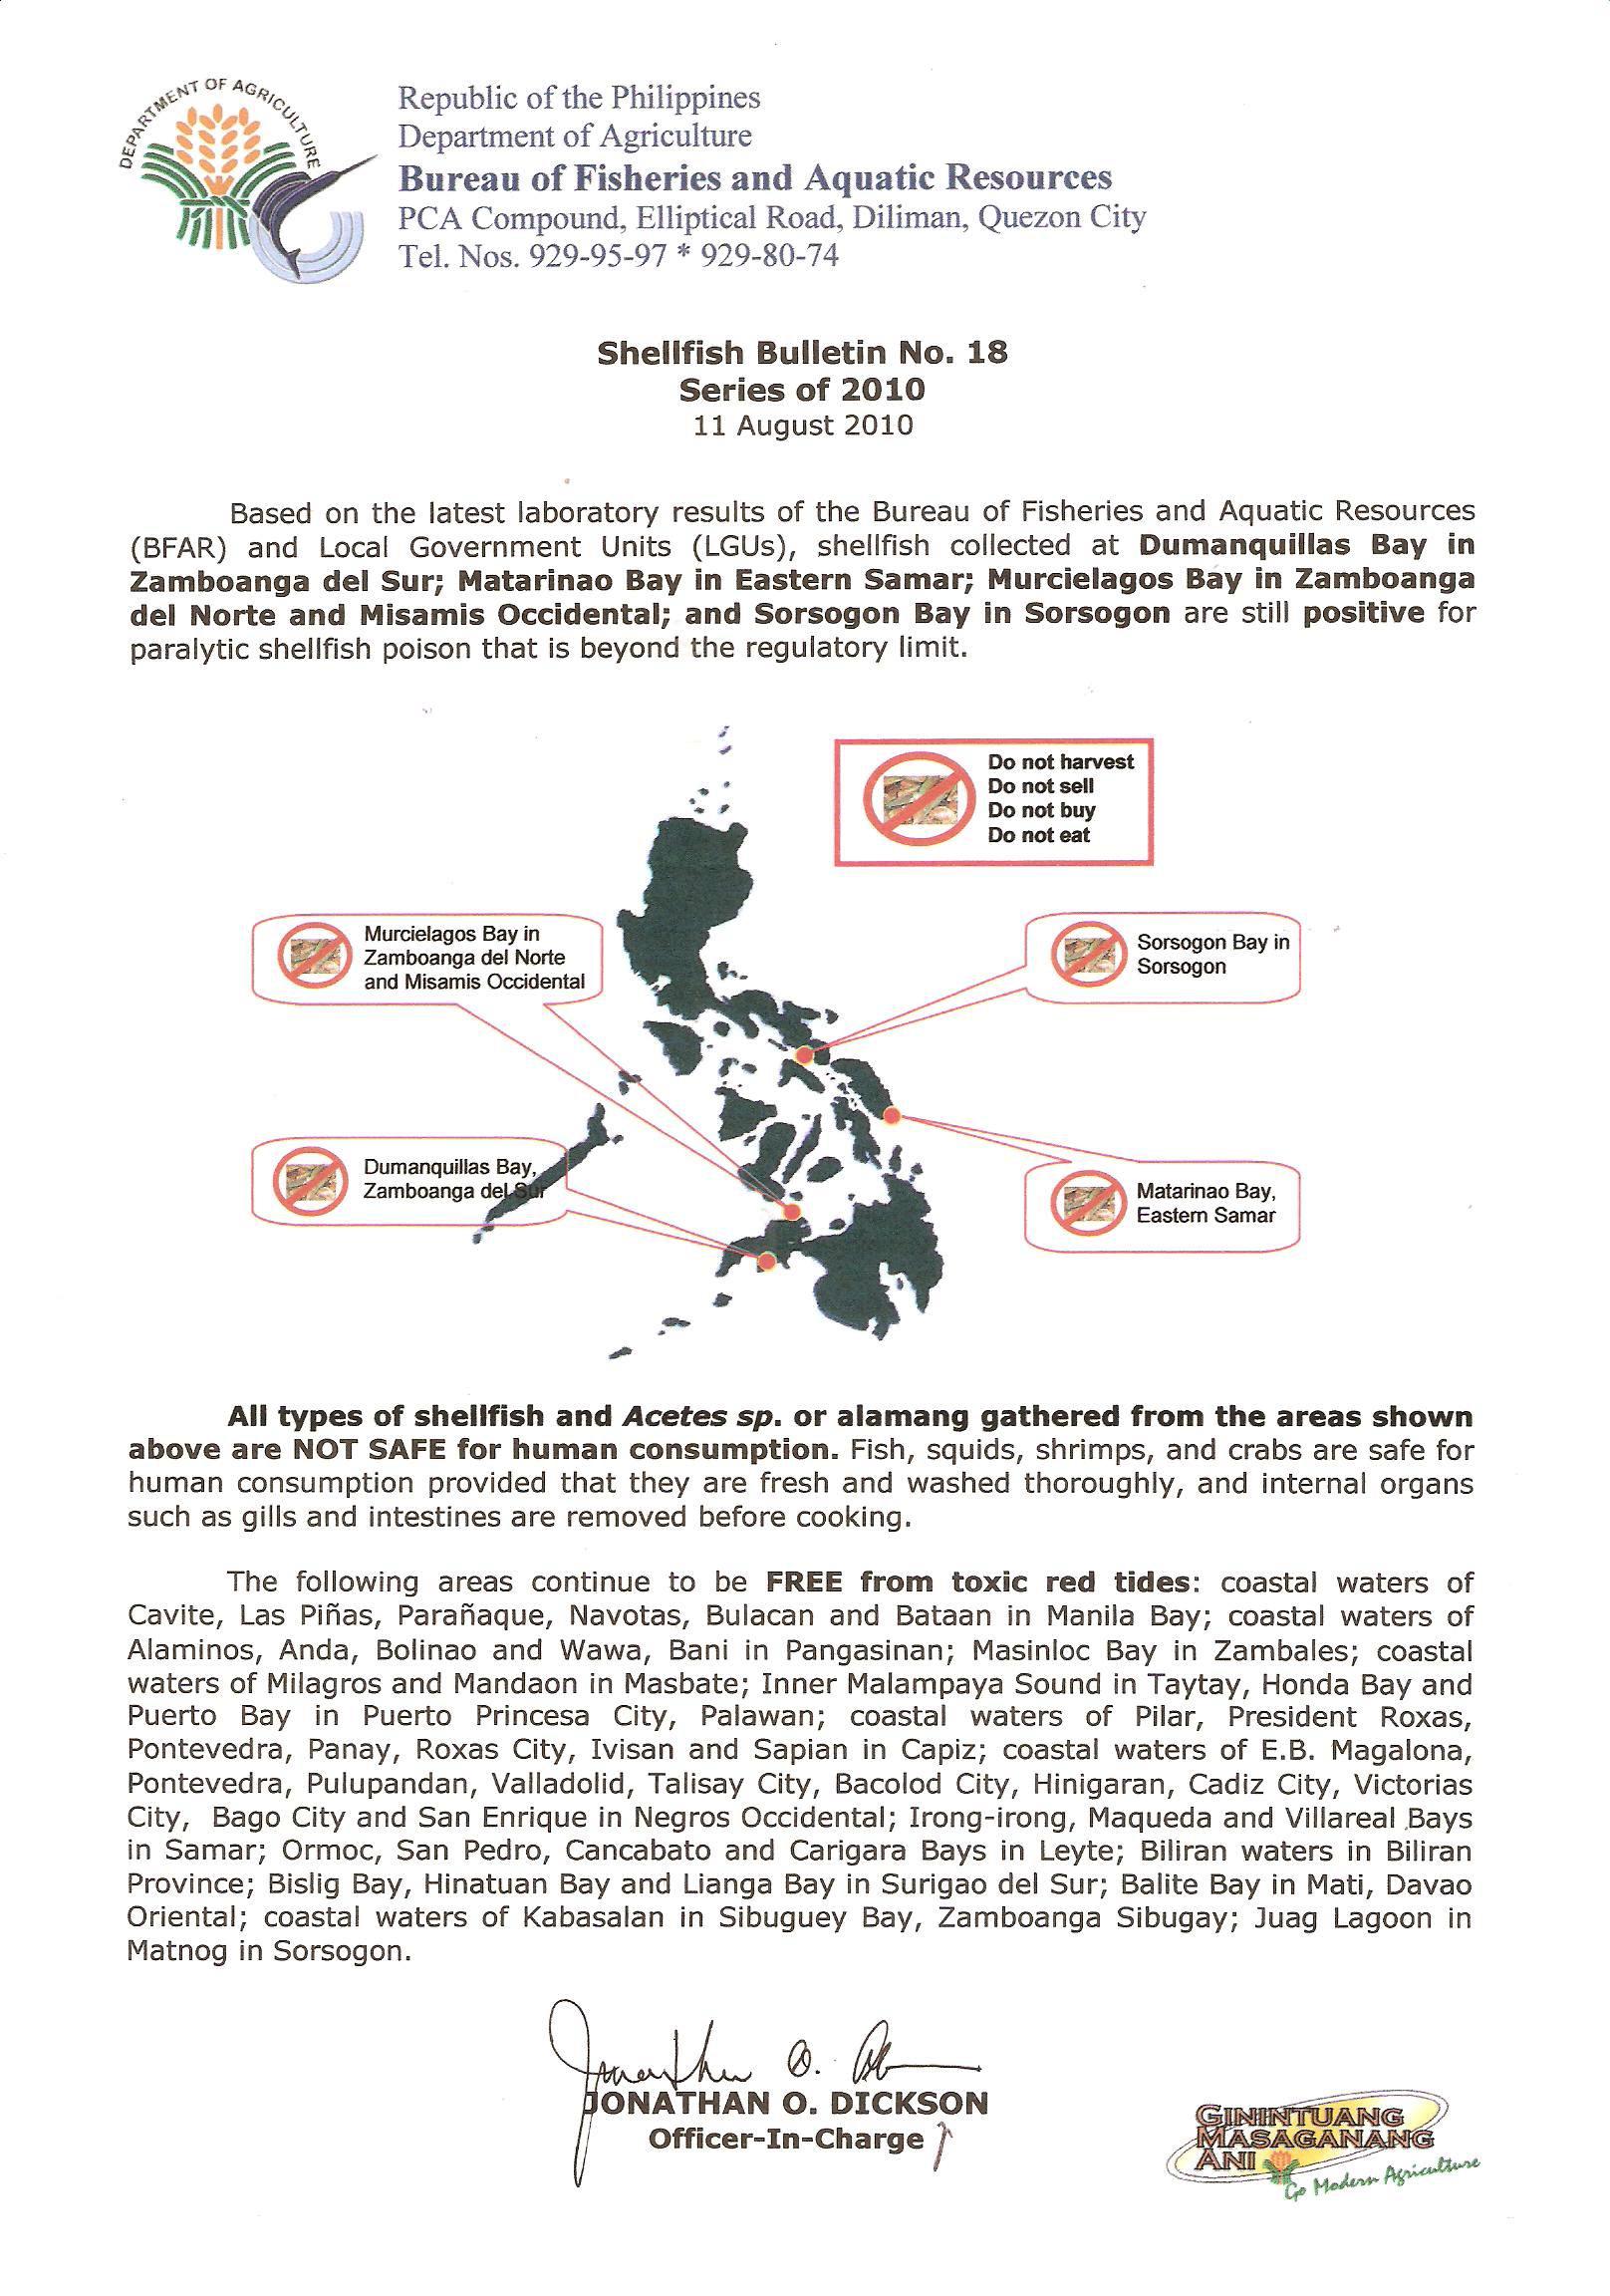 DEPARTMENT OF AGRICULTURE
Republic of the Philippines
Department of Agriculture
Bureau of Fisheries and Aquatic Resources
PCA Compound, Elliptical Road, Diliman, Quezon City
Tel. Nos. 929-95-97 * 929-80-74
Shellfish Bulletin No. 18
Series of 2010
11 August 2010
Based on the latest laboratory results of the Bureau of Fisheries and Aquatic Resources
(BFAR) and Local Government Units (LGUs), shellfish collected at Dumanquillas Bay in
Zamboanga del Sur; Matarinao Bay in Eastern Samar; Murcielagos Bay in Zamboanga
del Norte and Misamis Occidental; and Sorsogon Bay in Sorsogon are still positive for
paralytic shellfish poison that is beyond the regulatory limit.
Do not harvest
Do not sell
Do not buy
Do not eat
Murcielagos Bay in
Zamboanga del Norte
and Misamis Occidental
Sorsogon Bay in
Sorsogon
Dumanquillas Bay,
Zamboanga del Sur
Matarinao Bay,
Eastern Samar
All types of shellfish and Acetes sp. or alamang gathered from the areas shown
above are NOT SAFE for human consumption. Fish, squids, shrimps, and crabs are safe for
human consumption provided that they are fresh and washed thoroughly, and internal organs
such as gills and intestines are removed before cooking.
The following areas continue to be FREE from toxic red tides: coastal waters of
Cavite, Las Piñas, Parañaque, Navotas, Bulacan and Bataan in Manila Bay; coastal waters of
Alaminos, Anda, Bolinao and Wawa, Bani in Pangasinan; Masinloc Bay in Zambales; coastal
waters of Milagros and Mandaon in Masbate; Inner Malampaya Sound in Taytay, Honda Bay and
Puerto Bay in Puerto Princesa City, Palawan; coastal waters of Pilar, President Roxas,
Pontevedra, Panay, Roxas City, Ivisan and Sapian in Capiz; coastal waters of E.B. Magalona,
Pontevedra, Pulupandan, Valladolid, Talisay City, Bacolod City, Hinigaran, Cadiz City, Victorias
City, Bago City and San Enrique in Negros Occidental; Irong-irong, Maqueda and Villareal Bays
in Samar; Ormoc, San Pedro, Cancabato and Carigara Bays in Leyte; Biliran waters in Biliran
Province; Bislig Bay, Hinatuan Bay and Lianga Bay in Surigao del Sur; Balite Bay in Mati, Davao
Oriental; coastal waters of Kabasalan in Sibuguey Bay, Zamboanga Sibugay; Juag Lagoon in
Matnog in Sorsogon.
JONATHAN O. DICKSON
Officer-In-Charge
GININTUANG
MASAGANANG
ANI
Go Modern Agriculture